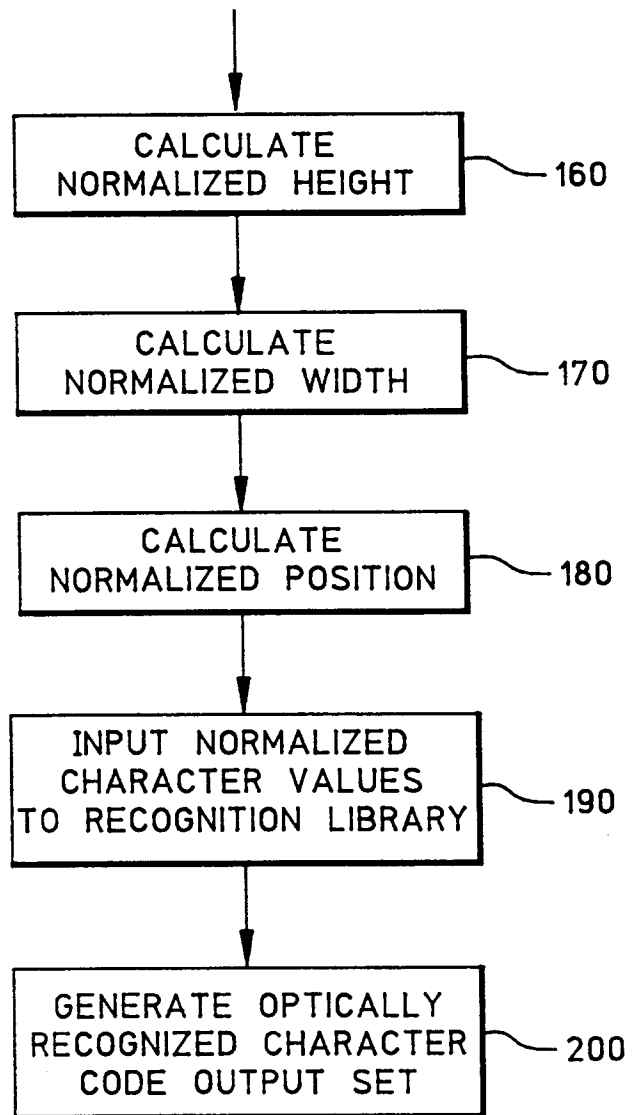 CALCULATE
NORMALIZED HEIGHT
160
CALCULATE
NORMALIZED WIDTH
170
CALCULATE
NORMALIZED POSITION
180
INPUT NORMALIZED
CHARACTER VALUES
TO RECOGNITION LIBRARY
190
GENERATE OPTICALLY
RECOGNIZED CHARACTER
CODE OUTPUT SET
200